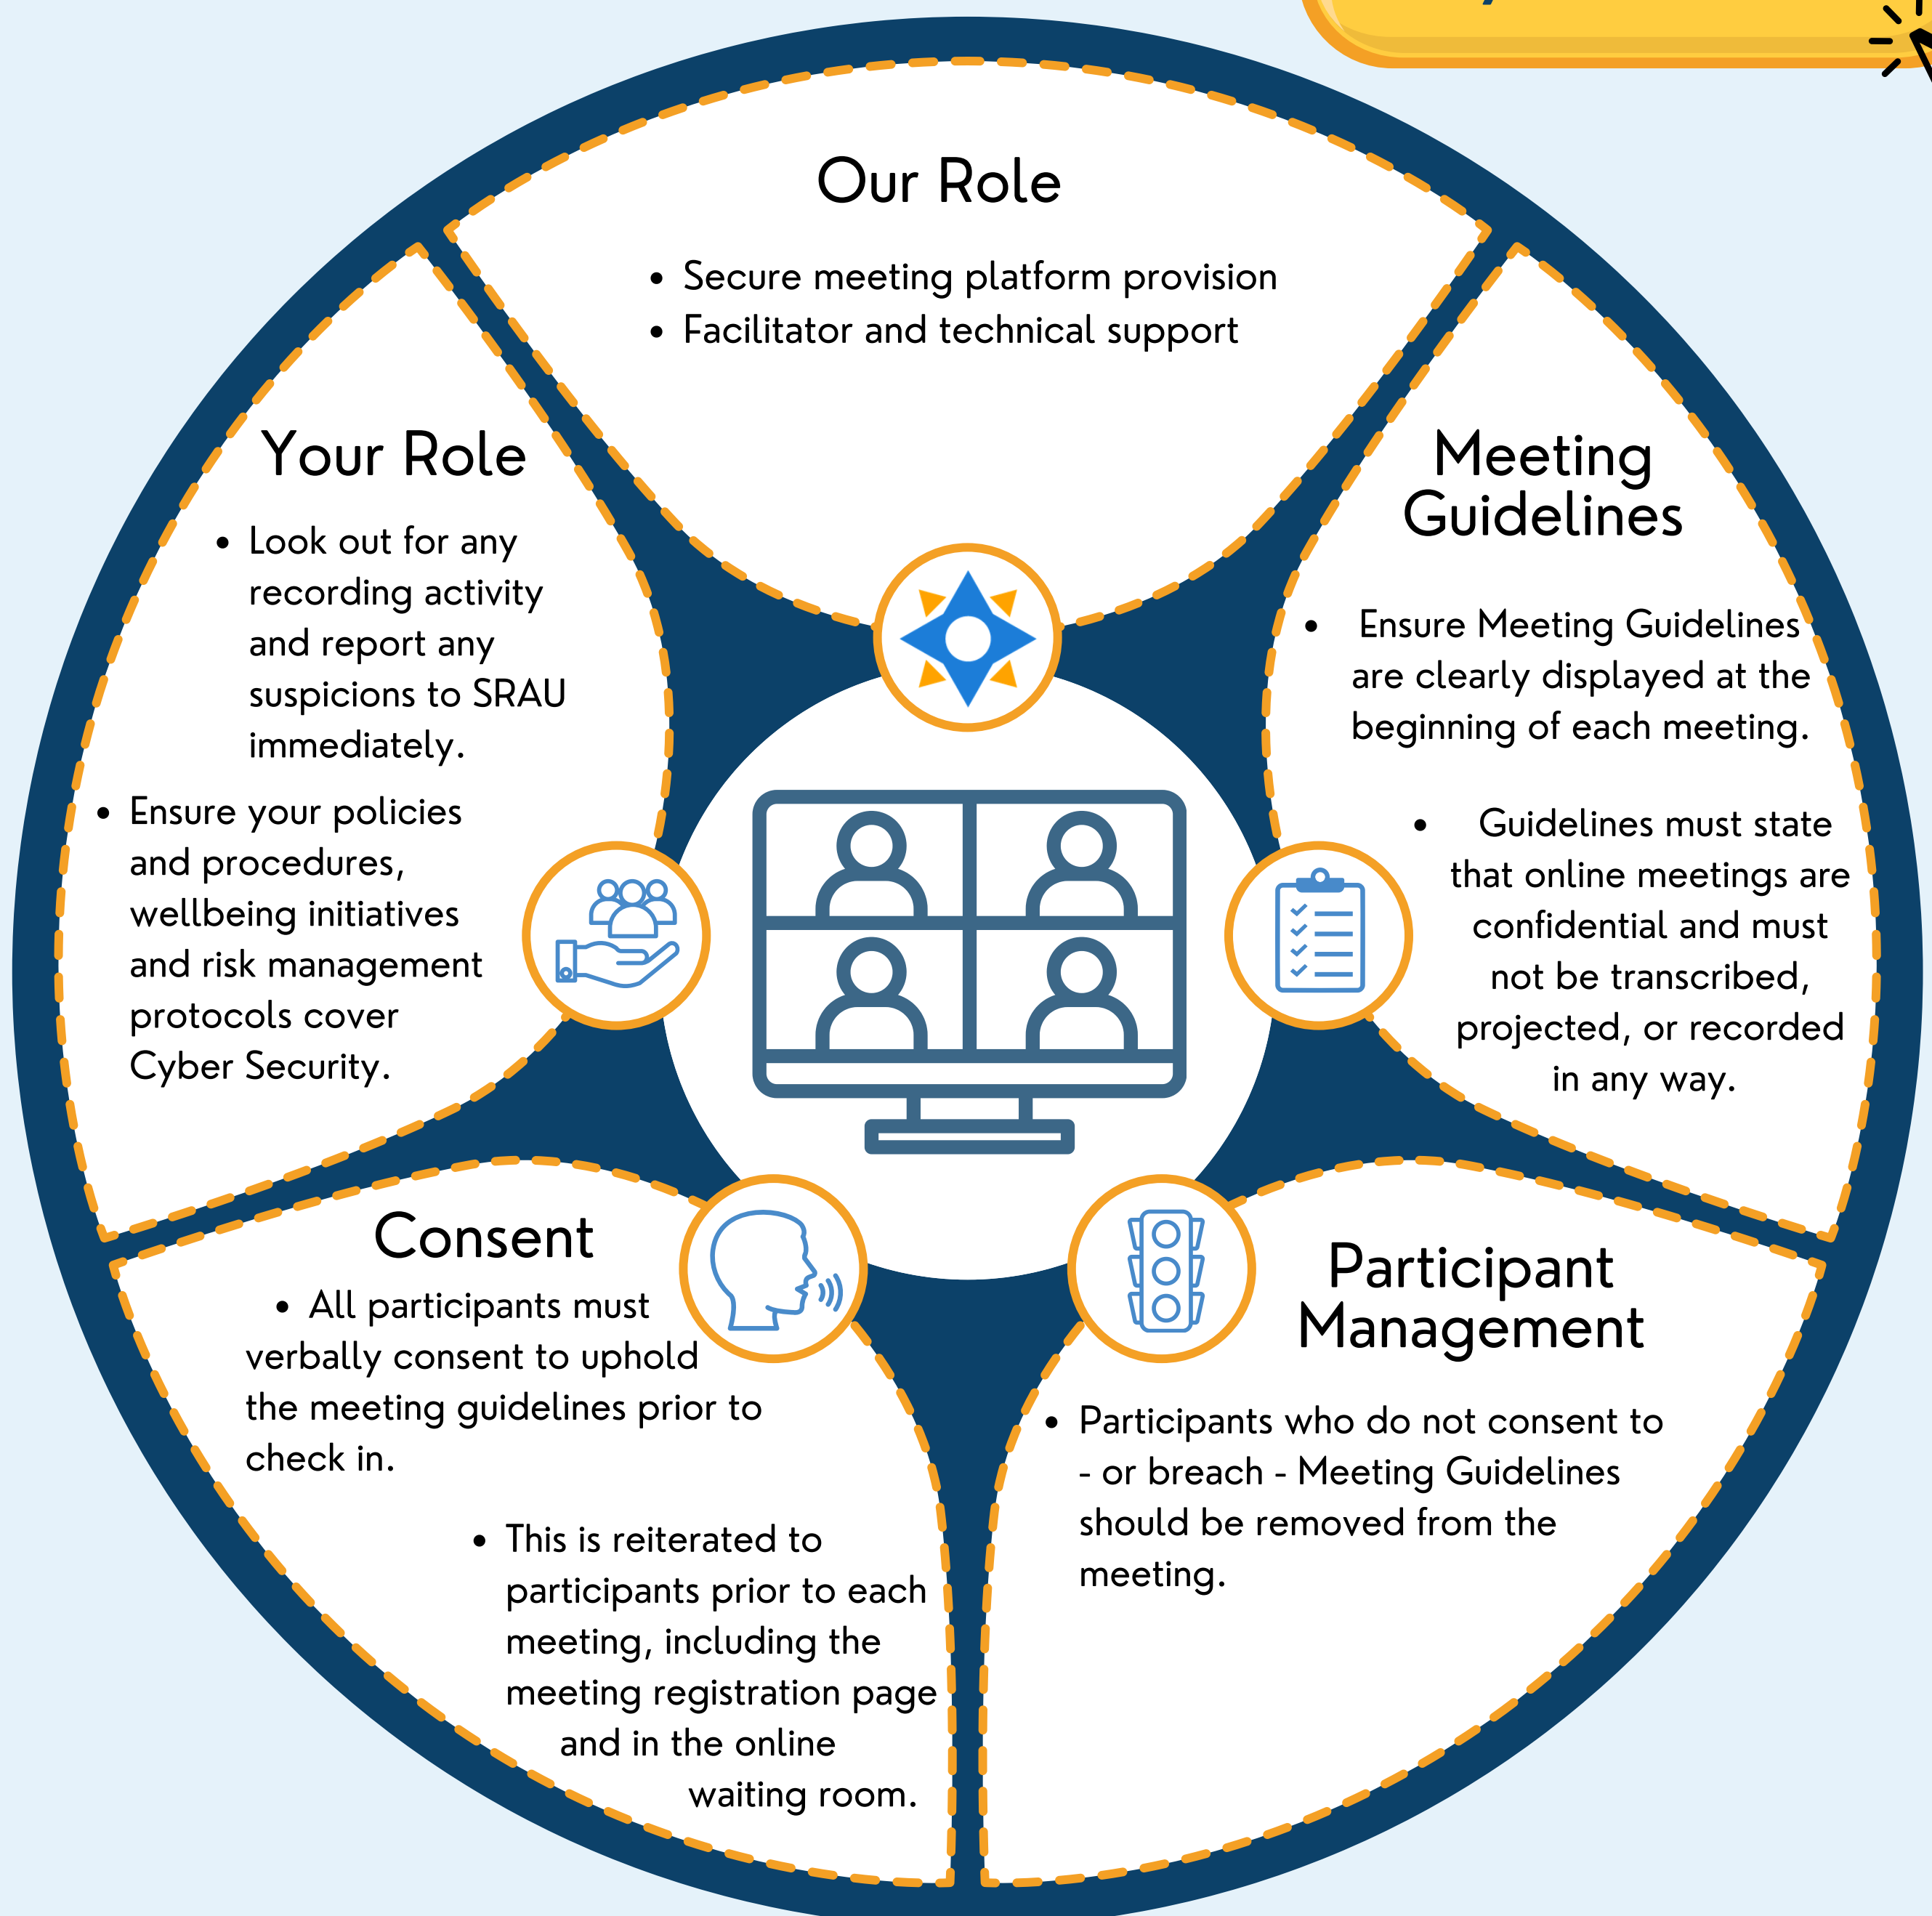 Our Role
• Secure meeting platform provision
• Facilitator and technical support
Your Role
• Look out for any
recording activity
and report any
suspicions to SRAU
immediately.
• Ensure your policies
and procedures,
wellbeing initiatives
and risk management
protocols cover
Cyber Security.
Meeting
Guidelines
• Ensure Meeting Guidelines
are clearly displayed at the
beginning of each meeting.
• Guidelines must state
that online meetings are
confidential and must
not be transcribed,
projected, or recorded
in any way.
Consent
• All participants must
verbally consent to uphold
the meeting guidelines prior to
check in.
• This is reiterated to
participants prior to each
meeting, including the
meeting registration page
and in the online
waiting room.
Participant
Management
• Participants who do not consent to
- or breach - Meeting Guidelines
should be removed from the
meeting.